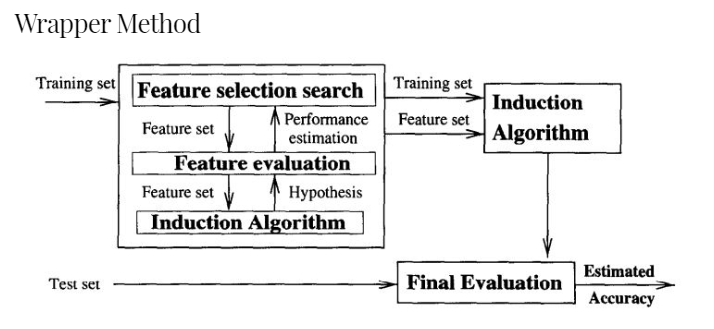 Wrapper Method
Training set
Feature selection search
Training set
Induction
Algorithm
Feature set
Performance
estimation
Feature set
Feature evaluation
Feature set
Hypothesis
Induction Algorithm
Test set
Final Evaluation
Estimated
Accuracy